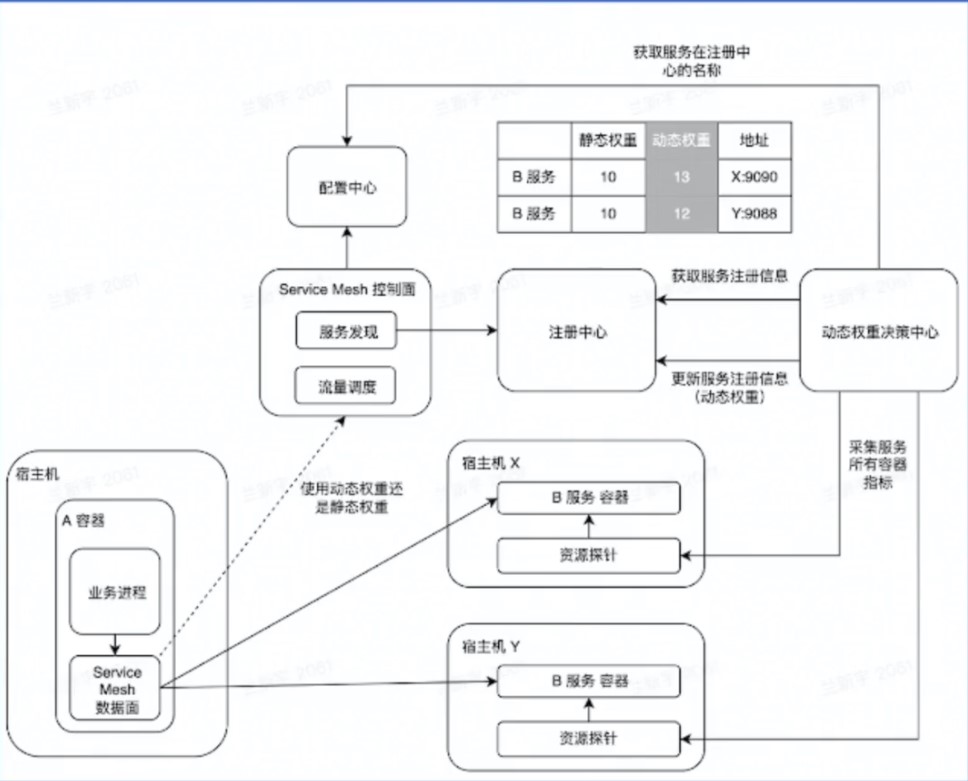 获取服务在注册中
心的名称
静态权重 动态权重 地址
B 服务 10 13 X:9090
B 服务 10 12 Y:9088
配置中心
Service Mesh 控制面
服务发现
流量调度
注册中心
获取服务注册信息
更新服务注册信息
（动态权重）
动态权重决策中心
采集服务
所有容器
指标
宿主机
A 容器
业务进程
Service
Mesh
数据面
使用动态权重还
是静态权重
宿主机 X
B 服务 容器
资源探针
宿主机 Y
B 服务 容器
资源探针